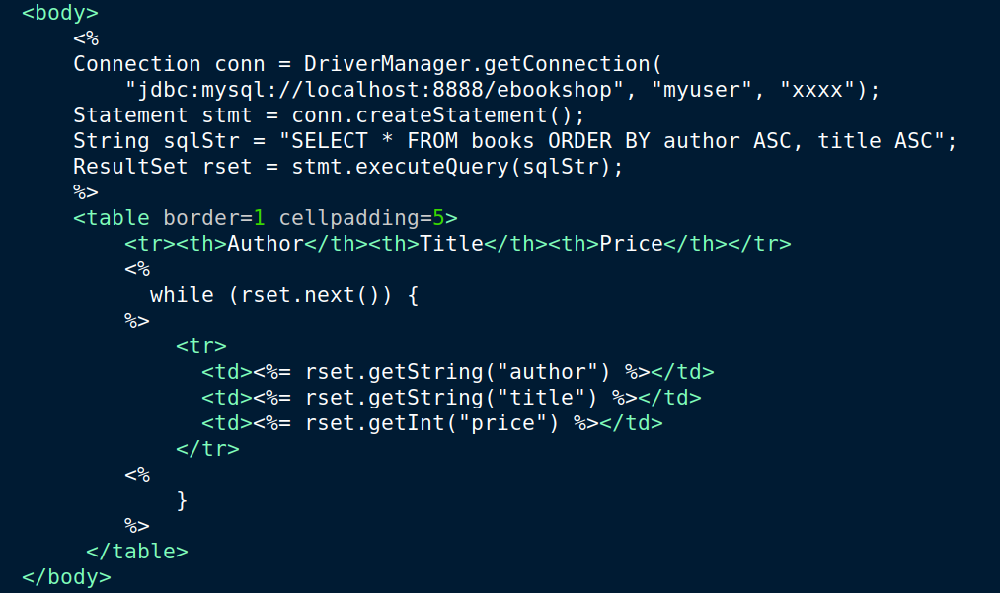 <body>
<%
Connection conn = DriverManager.getConnection(
"jdbc:mysql://localhost:8888/ebookshop", "myuser", "xxxx");
Statement stmt = conn.createStatement();
String sqlStr = "SELECT * FROM books ORDER BY author ASC, title ASC";
ResultSet rset = stmt.executeQuery(sqlStr);
%>
<table border=1 cellpadding=5>
<tr><th>Author</th><th>Title</th><th>Price</th></tr>
<%
while (rset.next()) {
%>
<tr>
<td><%= rset.getString("author") %></td>
<td><%= rset.getString("title") %></td>
<td><%= rset.getInt("price") %></td>
</tr>
<%
}
%>
</table>
</body>